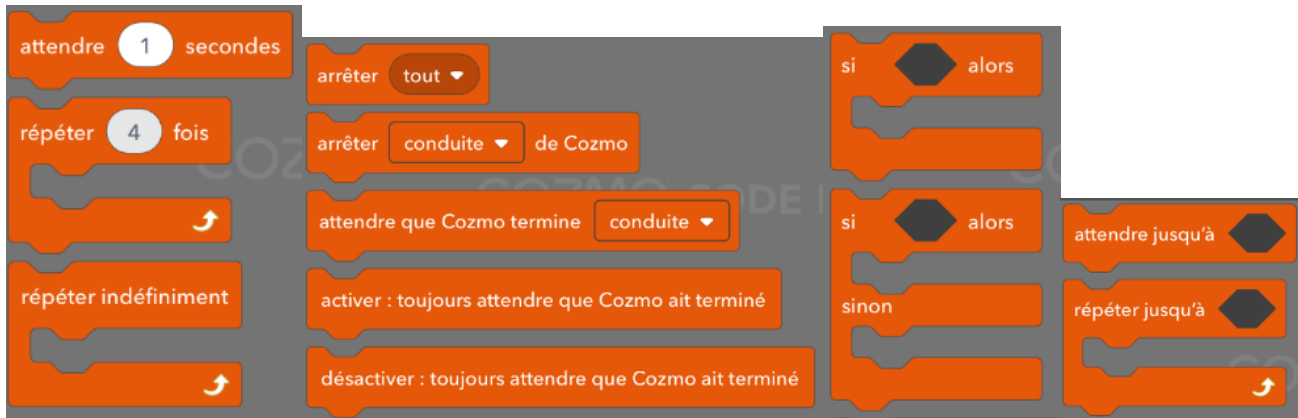 attendre 1 secondes
répéter 4 fois
répéter indéfiniment
arrêter tout
arrêter conduite de Cozmo
attendre que Cozmo termine conduite
activer : toujours attendre que Cozmo ait terminé
désactiver : toujours attendre que Cozmo ait terminé
si alors
si alors
sinon
attendre jusqu'à
répéter jusqu'à
COZMO CODE